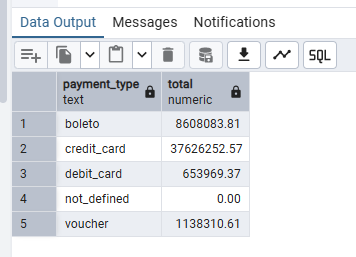 Data Output Messages Notifications
SQL
payment_type total
text numeric
1 boleto 8608083.81
2 credit_card 37626252.57
3 debit_card 653969.37
4 not_defined 0.00
5 voucher 1138310.61